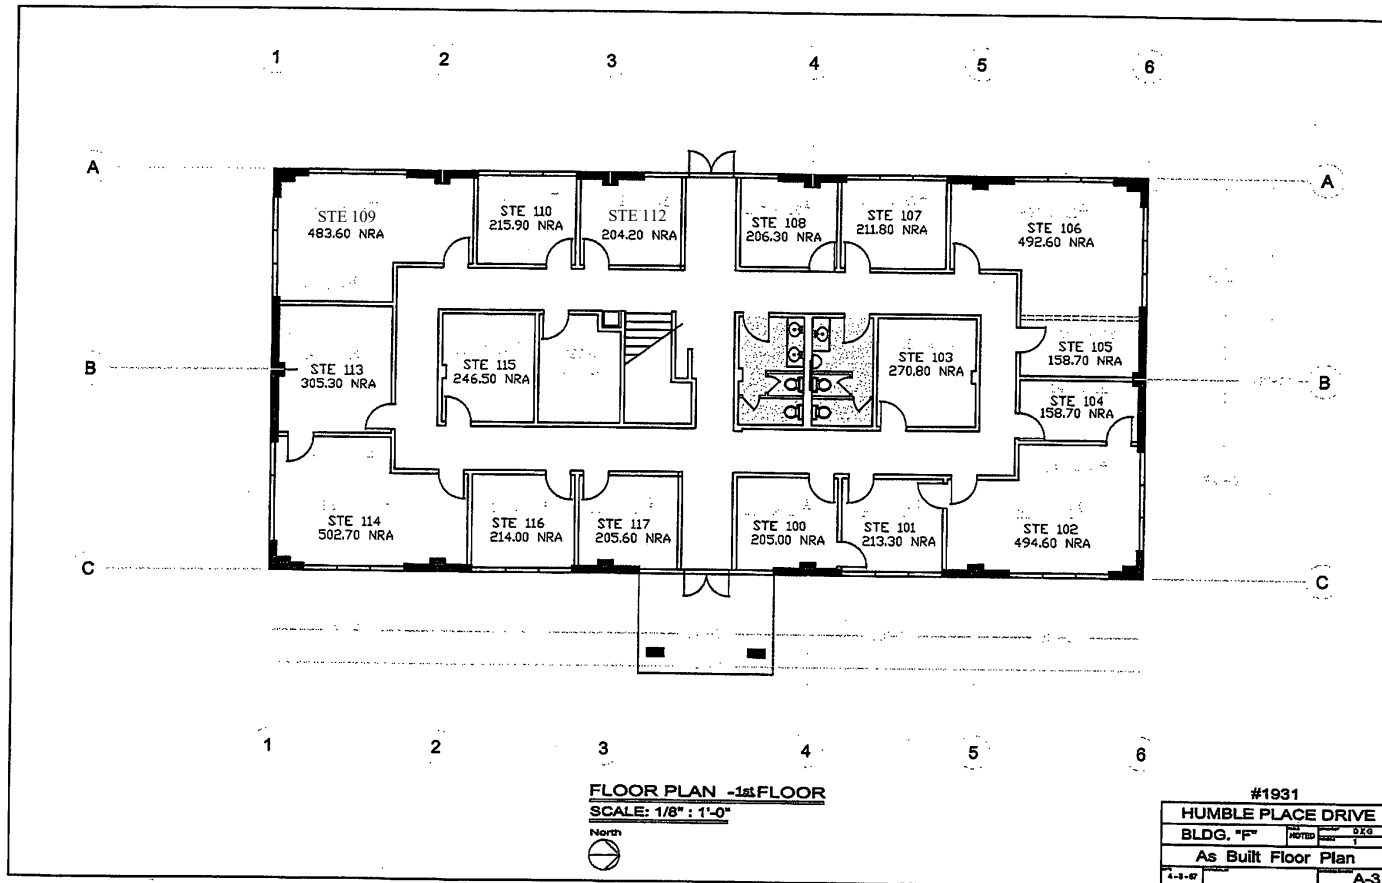 1 2 3 4 5 6
A A
STE 109
483.60 NRA
STE 110
215.90 NRA
STE 112
204.20 NRA
STE 108
206.30 NRA
STE 107
211.80 NRA
STE 106
492.60 NRA
STE 113
305.30 NRA
STE 115
246.50 NRA
STE 103
270.80 NRA
STE 105
158.70 NRA
B B
STE 104
158.70 NRA
STE 114
502.70 NRA
STE 116
214.00 NRA
STE 117
205.60 NRA
STE 100
205.00 NRA
STE 101
213.30 NRA
STE 102
494.60 NRA
C C
1 2 3 4 5 6
FLOOR PLAN -1st FLOOR
SCALE: 1/8" : 1'-0"
North
#1931
HUMBLE PLACE DRIVE
BLDG. "F"
NOTED
1
As Built Floor Plan
A-3